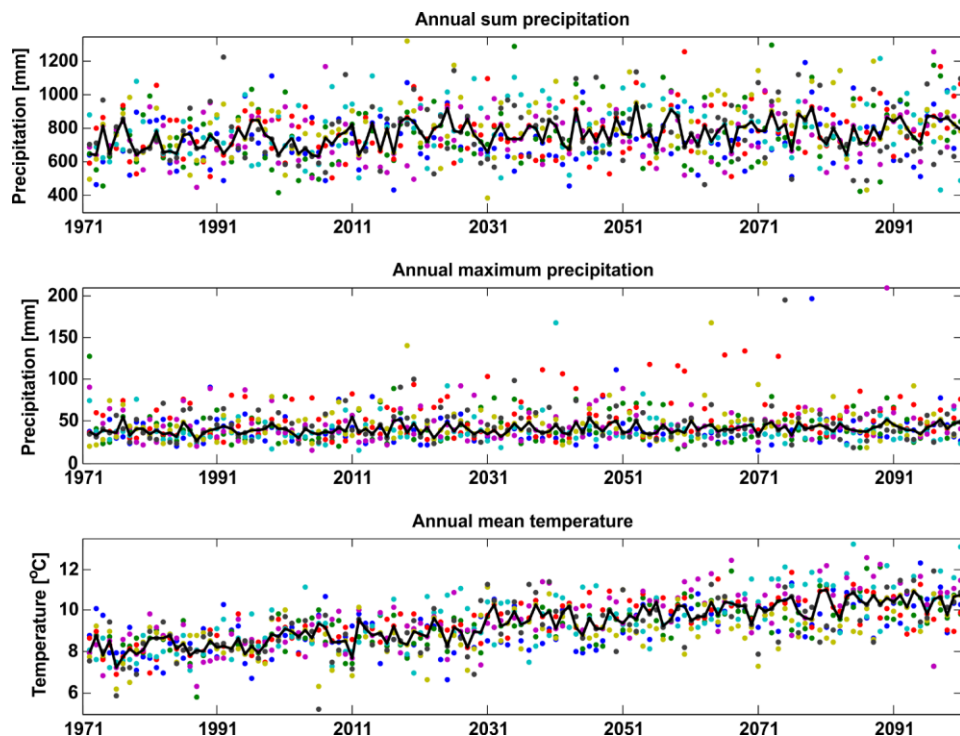 Annual sum precipitation
Precipitation [mm]
1200
1000
800
600
400
1971 1991 2011 2031 2051 2071 2091
Annual maximum precipitation
Precipitation [mm]
200
150
100
50
0
1971 1991 2011 2031 2051 2071 2091
Annual mean temperature
Temperature [°C]
12
10
8
6
1971 1991 2011 2031 2051 2071 2091